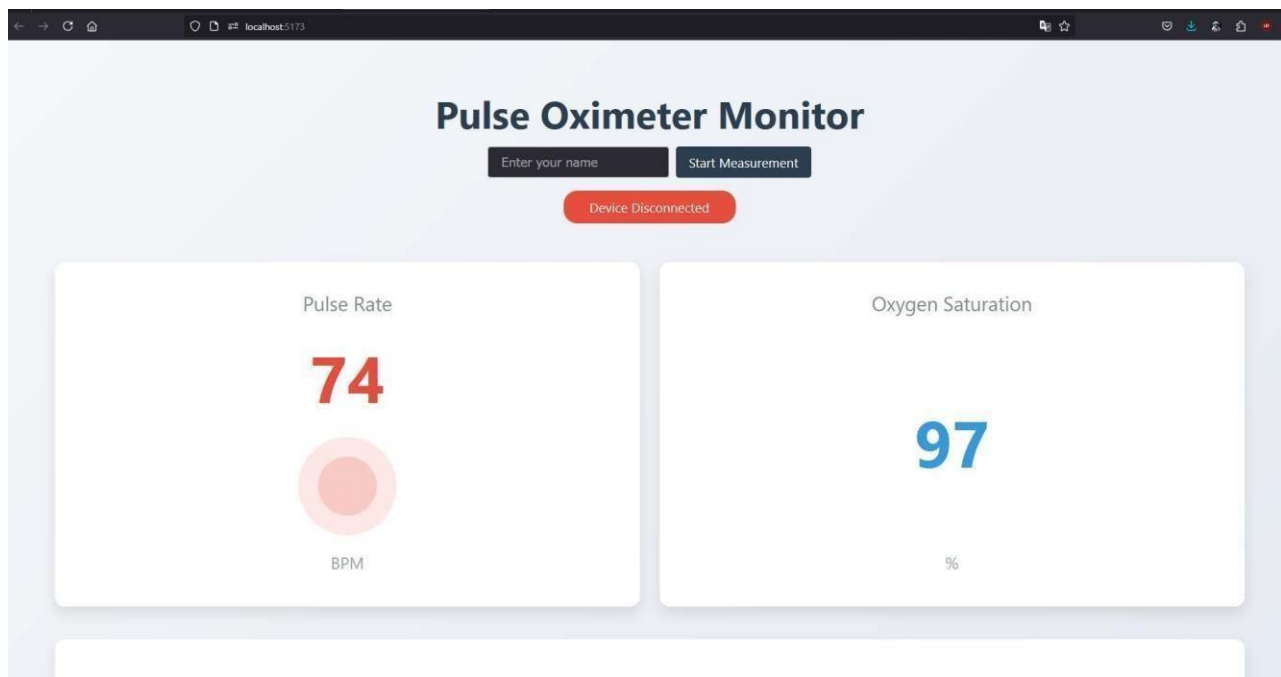 localhost:5173
Pulse Oximeter Monitor
Enter your name
Start Measurement
Device Disconnected
Pulse Rate
74
BPM
Oxygen Saturation
97
%